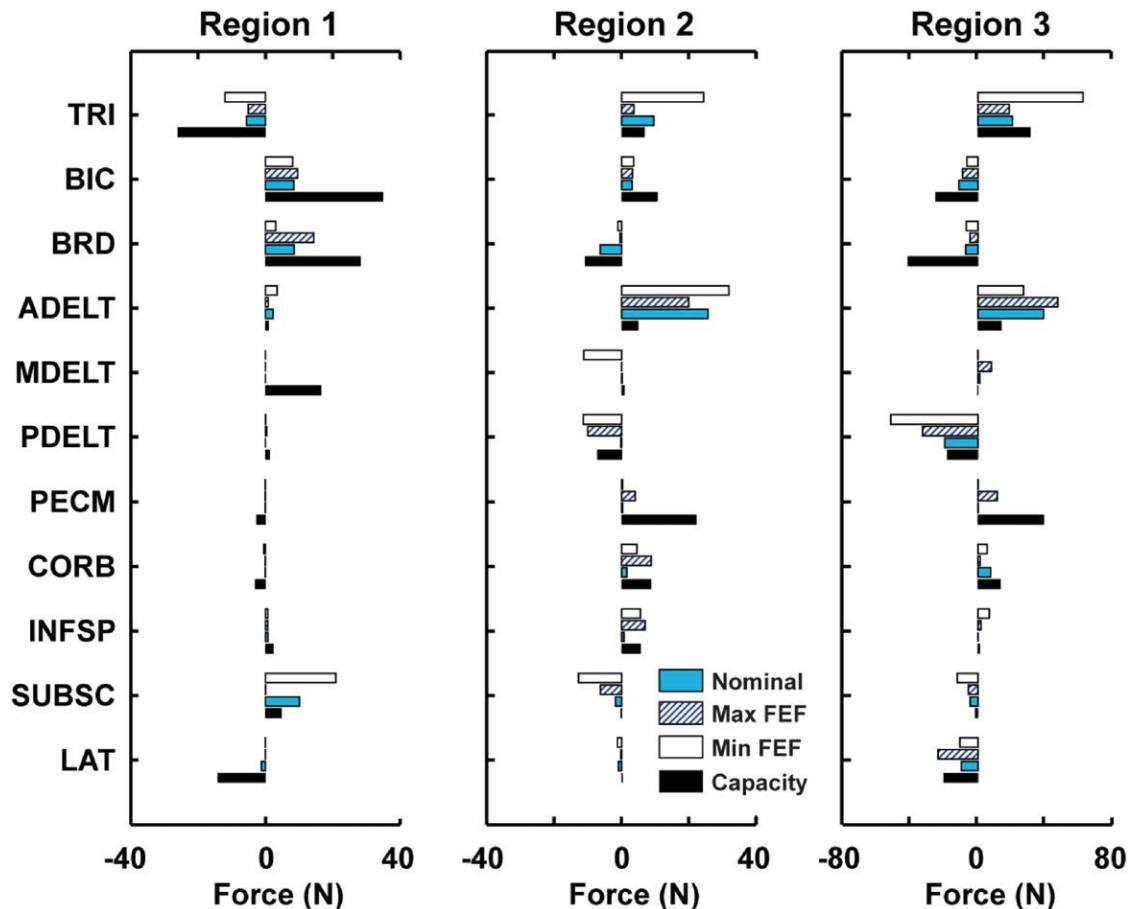 Region 1
Region 2
Region 3
TRI
BIC
BRD
ADELT
MDELT
PDELT
PECM
CORB
INFSP
SUBSC
LAT
Nominal
Max FEF
Min FEF
Capacity
-40 0 40
-40 0 40
-80 0 80
Force (N)
Force (N)
Force (N)